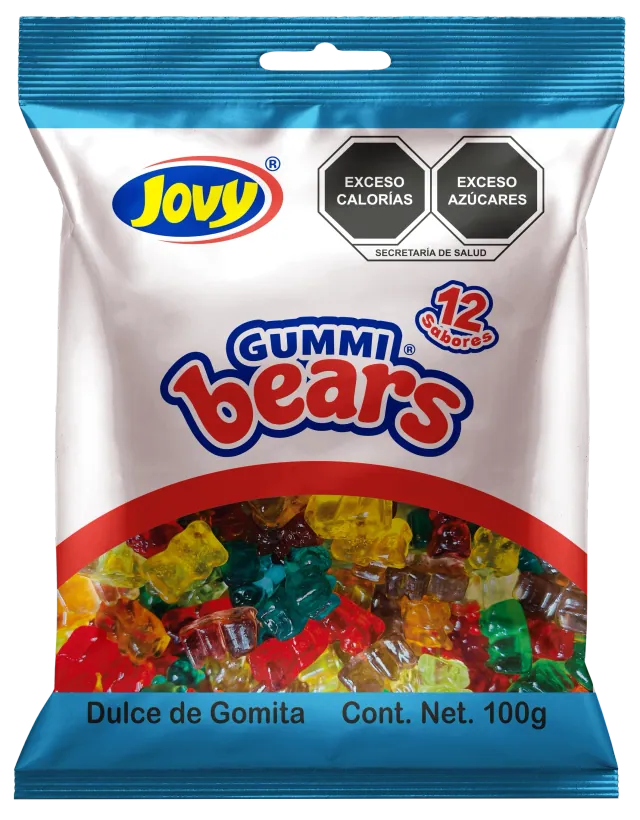 Jovy®
EXCESO
CALORÍAS
EXCESO
AZÚCARES
SECRETARÍA DE SALUD
12
Sabores
GUMMI®
bears
Dulce de Gomita Cont. Net. 100g